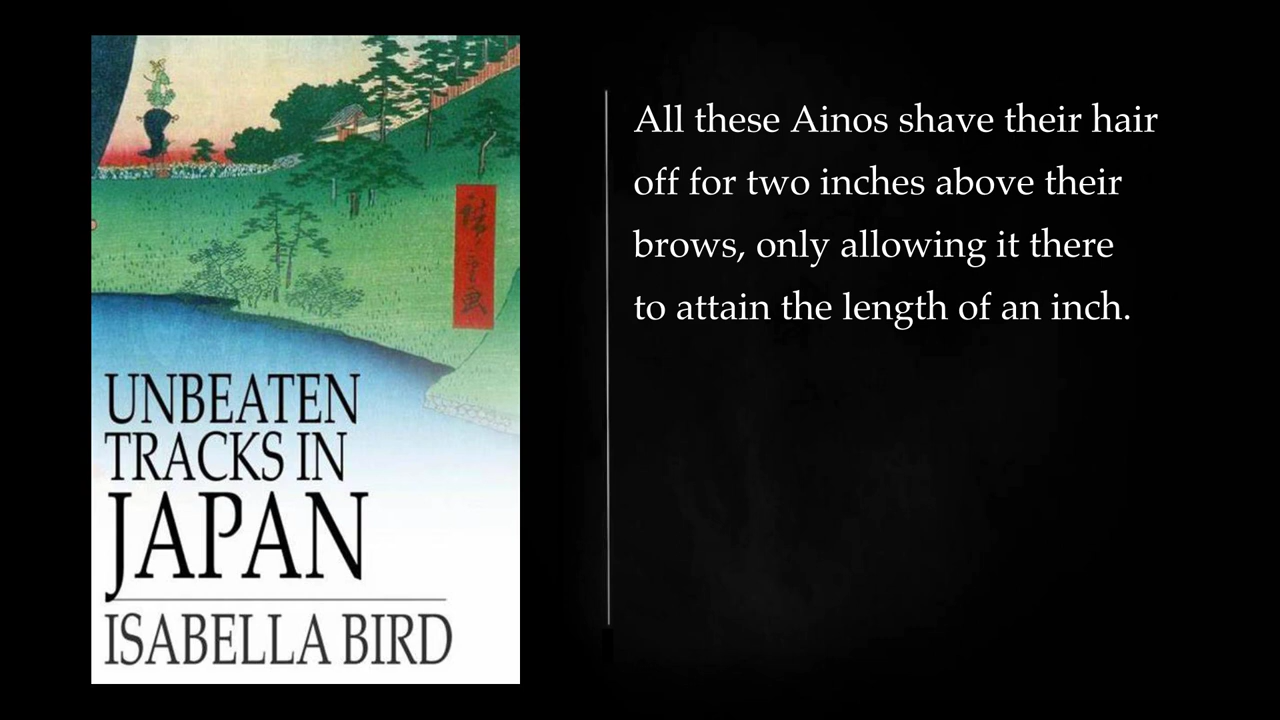 UNBEATEN
TRACKS IN
JAPAN
ISABELLA BIRD
All these Ainos shave their hair
off for two inches above their
brows, only allowing it there
to attain the length of an inch.